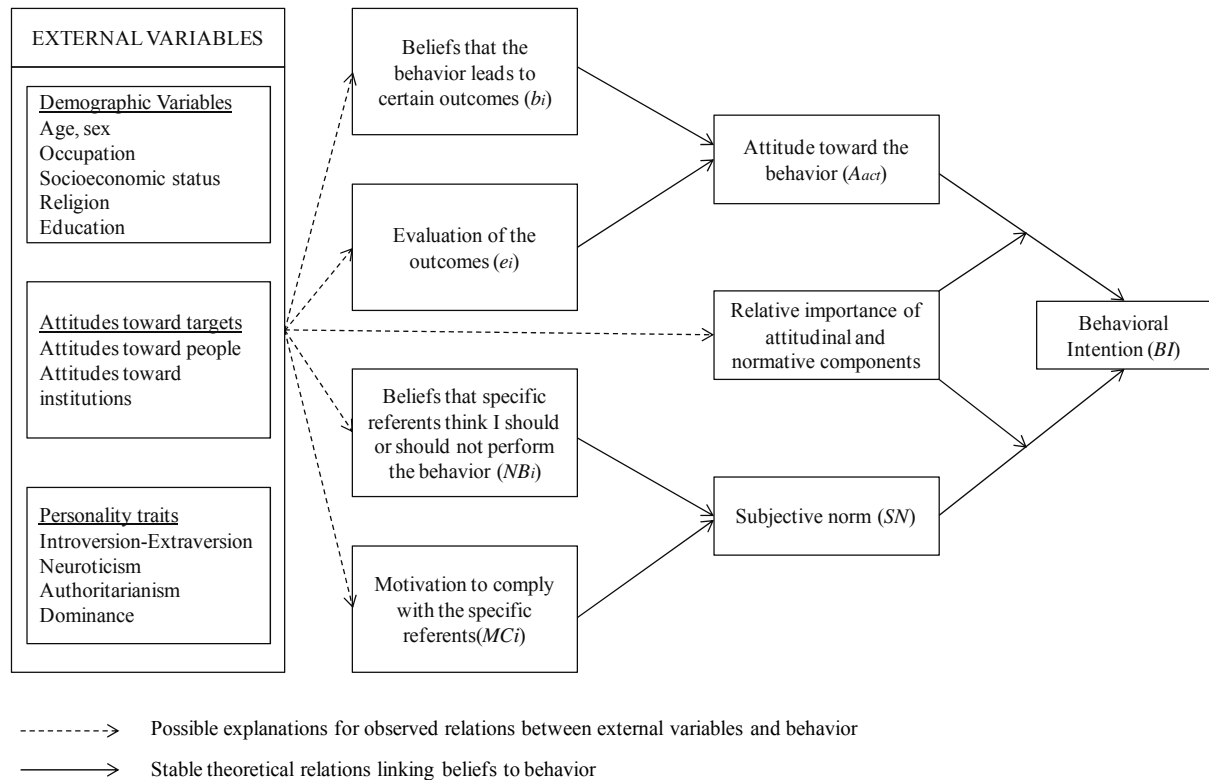 EXTERNAL VARIABLES
Demographic Variables
Age, sex
Occupation
Socioeconomic status
Religion
Education
Attitudes toward targets
Attitudes toward people
Attitudes toward
institutions
Personality traits
Introversion-Extraversion
Neuroticism
Authoritarianism
Dominance
Beliefs that the
behavior leads to
certain outcomes (bi)
Evaluation of the
outcomes (ei)
Beliefs that specific
referents think I should
or should not perform
the behavior (NBi)
Motivation to comply
with the specific
referents(MCi)
Attitude toward the
behavior (Aact)
Relative importance of
attitudinal and
normative components
Subjective norm (SN)
Behavioral
Intention (BI)
Possible explanations for observed relations between external variables and behavior
Stable theoretical relations linking beliefs to behavior